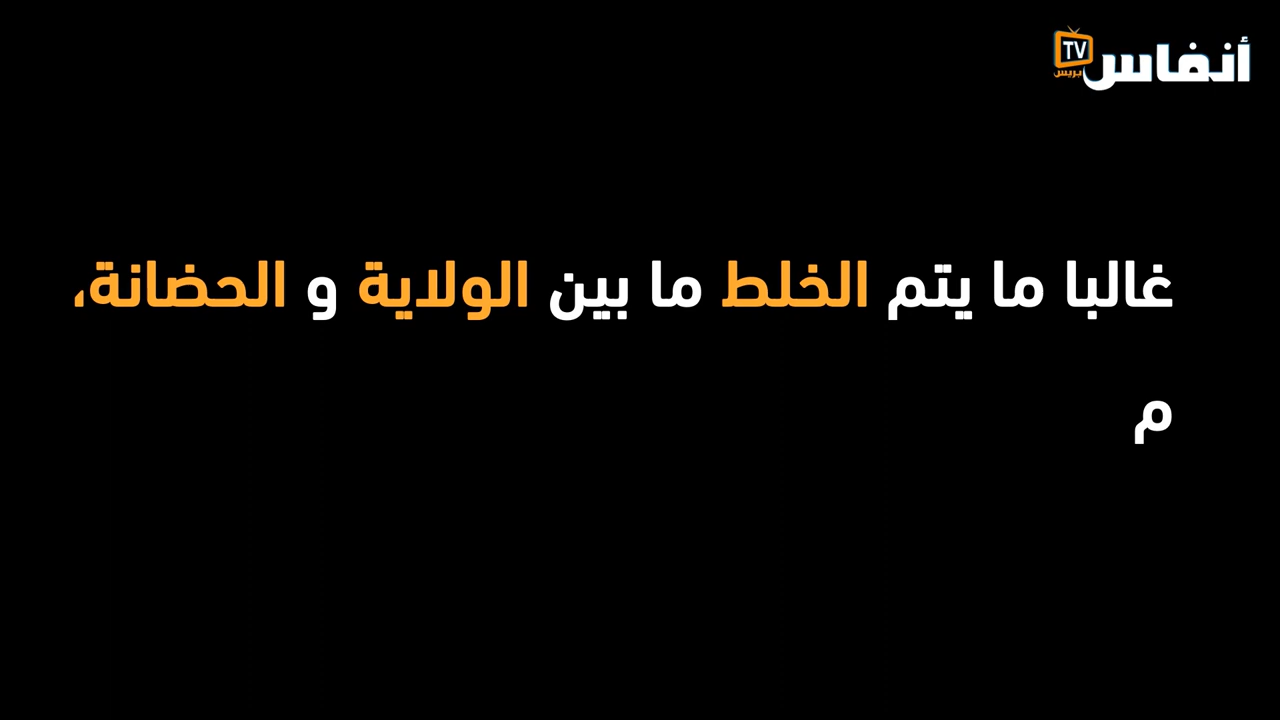 أنفاس
TV
بريس
غالبا ما يتم الخلط ما بين الولاية و الحضانة،
م